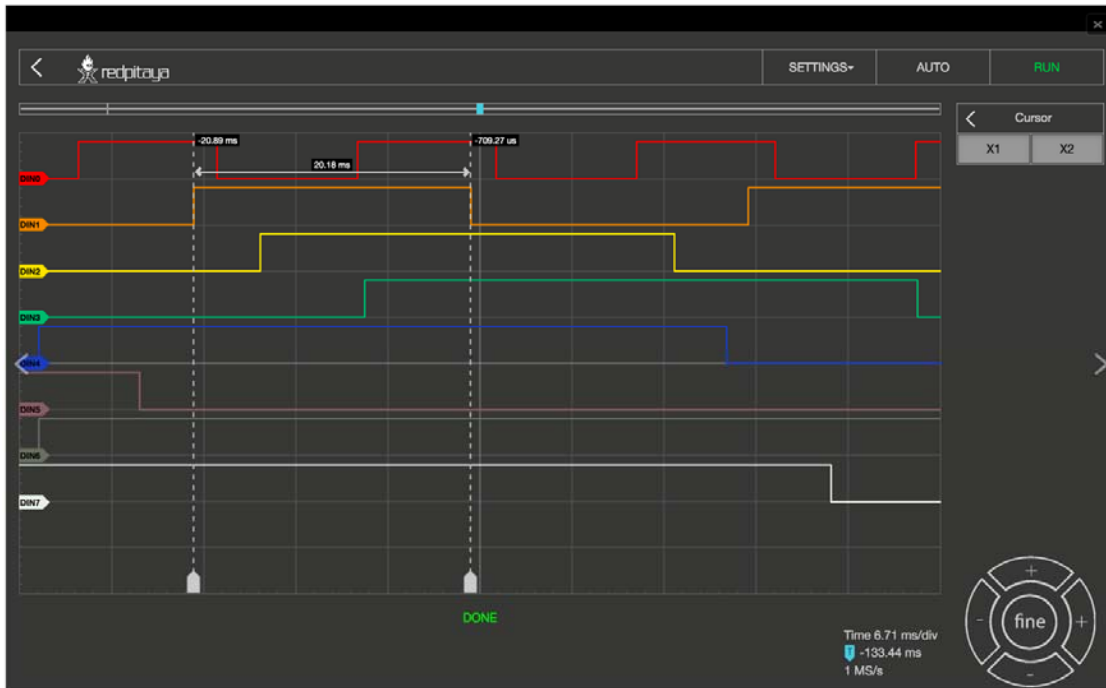 redpitaya
SETTINGS
AUTO
RUN
Cursor
X1
X2
-20.89 ms
-709.27 us
20.18 ms
DIN0
DIN1
DIN2
DIN3
DIN4
DIN5
DIN6
DIN7
DONE
Time 6.71 ms/div
T -133.44 ms
1 MS/s
fine